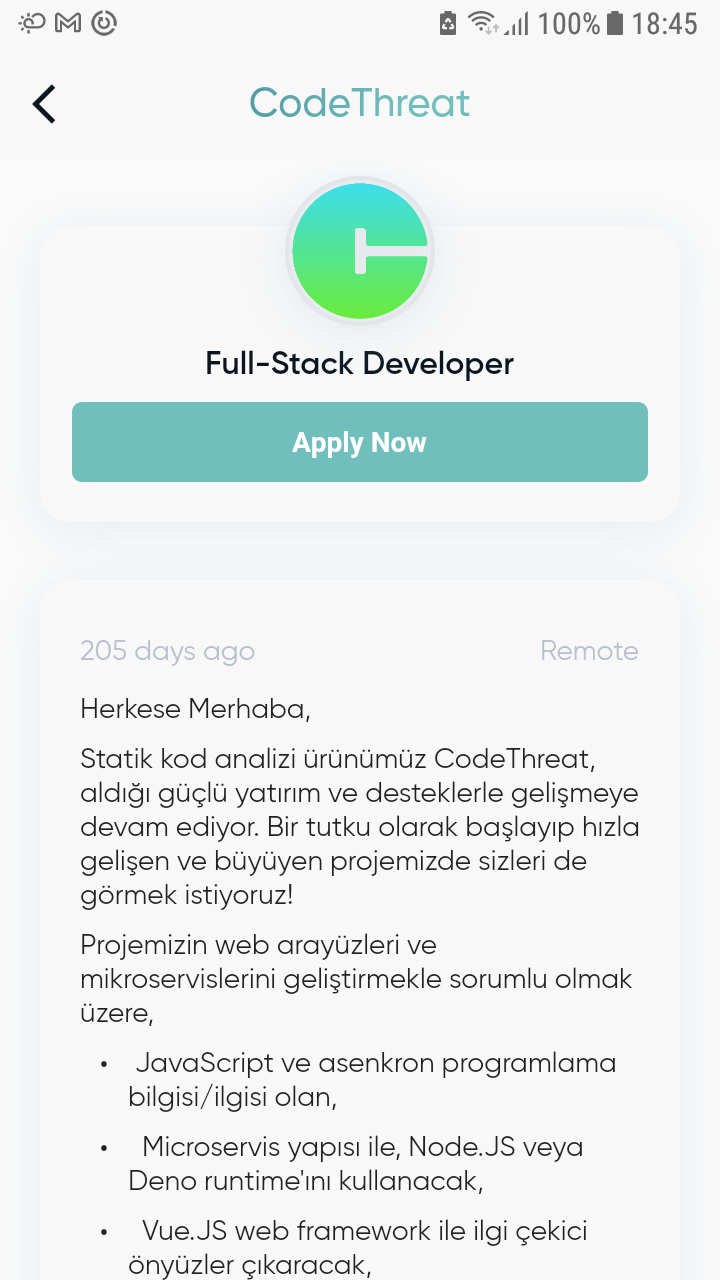 100% 18:45
CodeThreat
Full-Stack Developer
Apply Now
205 days ago Remote
Herkese Merhaba,
Statik kod analizi ürünümüz CodeThreat,
aldığı güçlü yatırım ve desteklerle gelişmeye
devam ediyor. Bir tutku olarak başlayıp hızla
gelişen ve büyüyen projemizde sizleri de
görmek istiyoruz!
Projemizin web arayüzleri ve
mikroservislerini geliştirmekle sorumlu olmak
üzere,
• JavaScript ve asenkron programlama
bilgisi/ilgisi olan,
• Microservis yapısı ile, Node.JS veya
Deno runtime'ını kullanacak,
• Vue.JS web framework ile ilgi çekici
önyüzler çıkaracak,